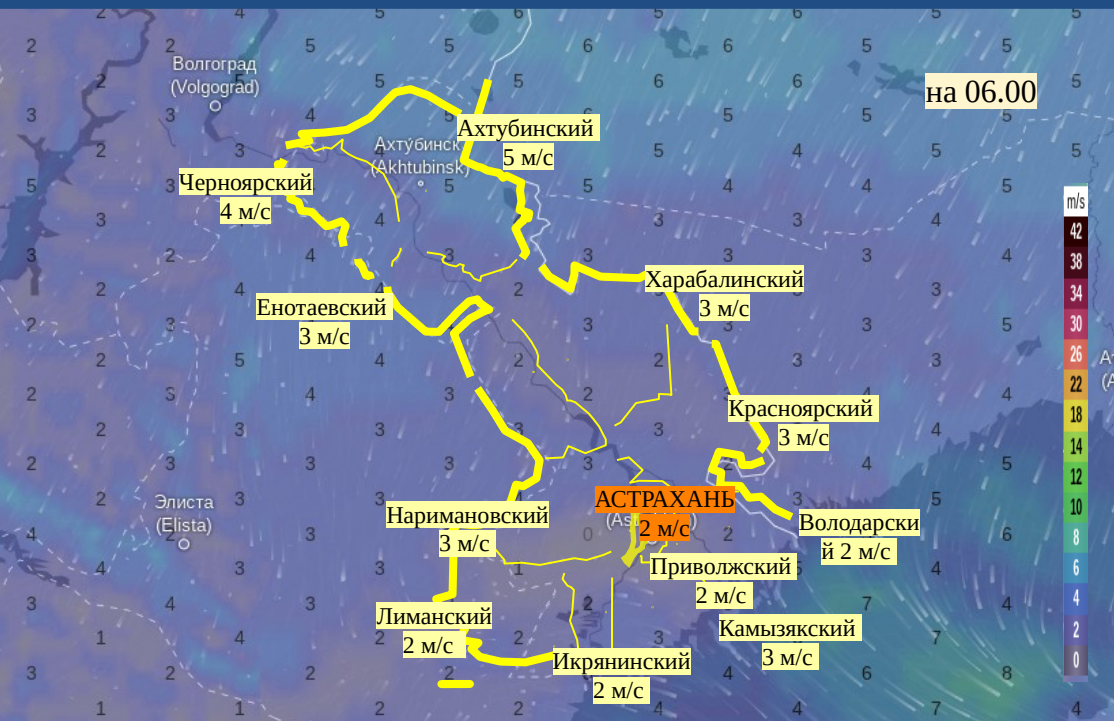 Волгоград
(Volgograd)
на 06.00
Ахтубинский
5 м/с
Ахтубинск
(Akhtubinsk)
Черноярский
4 м/с
Харабалинский
3 м/с
Енотаевский
3 м/с
Красноярский
3 м/с
Элиста
(Elista)
АСТРАХАНЬ
2 м/с
Наримановский
3 м/с
Володарски
й 2 м/с
Приволжский
2 м/с
Лиманский
2 м/с
Камызякский
3 м/с
Икрянинский
2 м/с
m/s
42
38
34
30
26
22
18
14
12
10
8
6
4
2
0